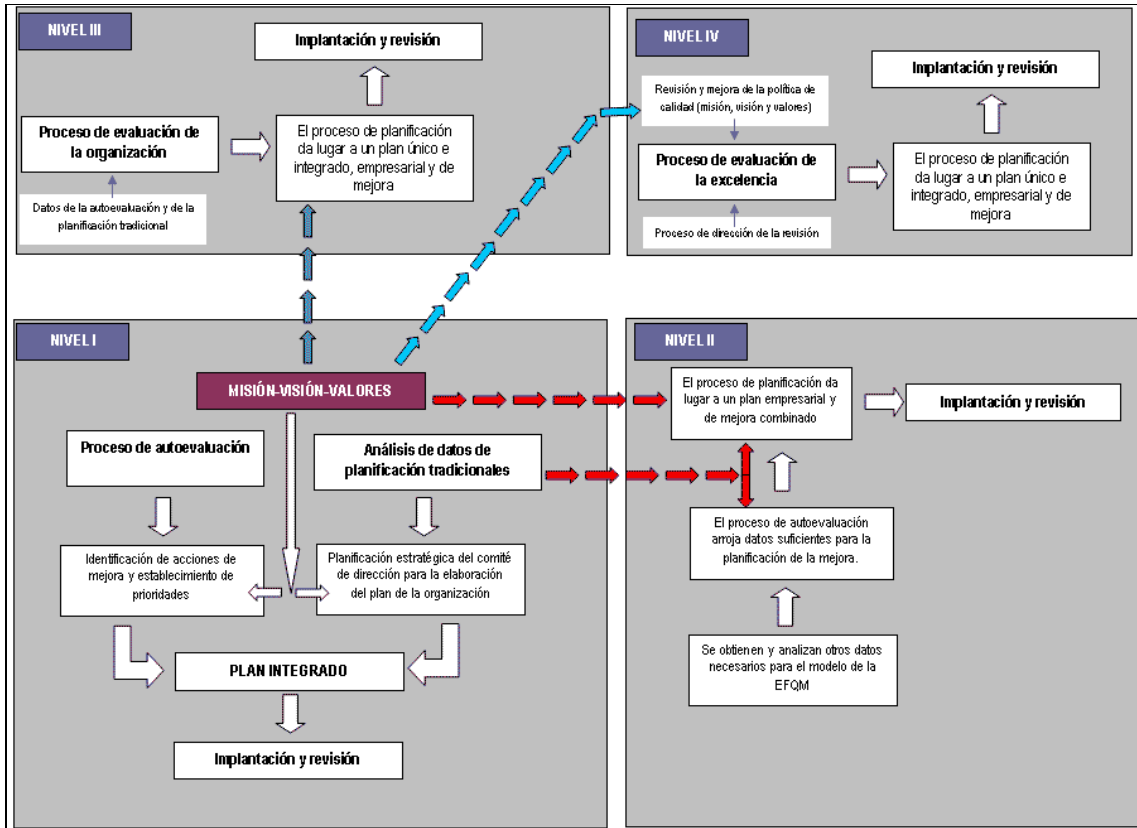 NIVEL III
Implantación y revisión
Proceso de evaluación de
la organización
El proceso de planificación
da lugar a un plan único e
integrado, empresarial y de
mejora
Datos de la autoevaluación y de la
planificación tradicional
NIVEL IV
Implantación y revisión
Revisión y mejora de la política de
calidad (misión, visión y valores)
Proceso de evaluación de
la excelencia
El proceso de planificación
da lugar a un plan único e
integrado, empresarial y de
mejora
Proceso de dirección de la revisión
NIVEL I
MISIÓN-VISIÓN-VALORES
Proceso de autoevaluación
Análisis de datos de
planificación tradicionales
Identificación de acciones de
mejora y establecimiento de
prioridades
Planificación estratégica del comité
de dirección para la elaboración
del plan de la organización
PLAN INTEGRADO
Implantación y revisión
NIVEL II
El proceso de planificación da
lugar a un plan empresarial y
de mejora combinado
Implantación y revisión
El proceso de autoevaluación
arroja datos suficientes para la
planificación de la mejora.
Se obtienen y analizan otros datos
necesarios para el modelo de la
EFQM